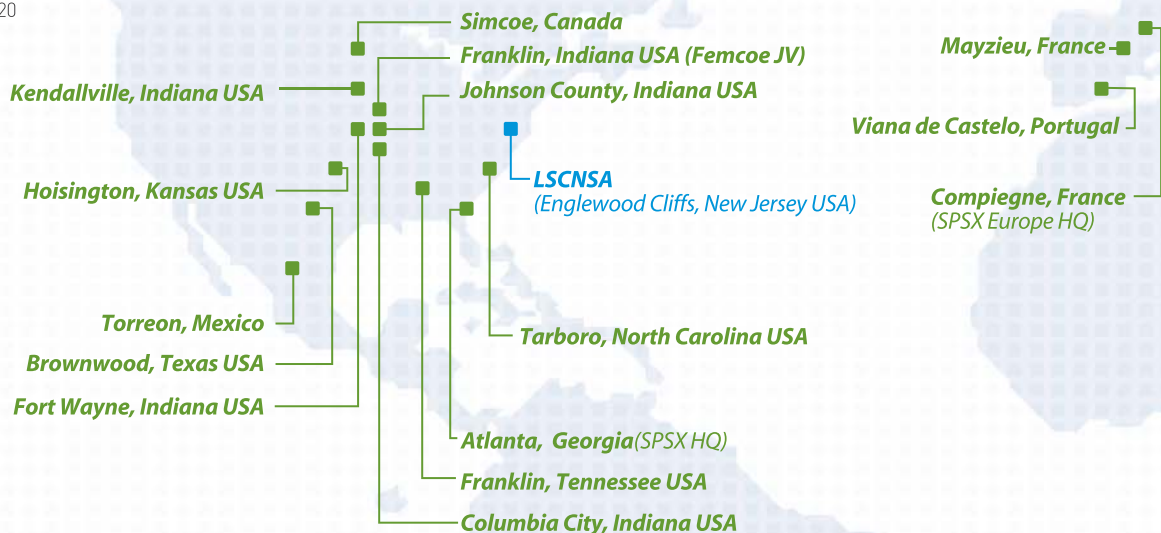 20
Simcoe, Canada
Franklin, Indiana USA (Femcoe JV)
Kendallville, Indiana USA
Johnson County, Indiana USA
Hoisington, Kansas USA
LSCNSA
(Englewood Cliffs, New Jersey USA)
Torreon, Mexico
Tarboro, North Carolina USA
Brownwood, Texas USA
Fort Wayne, Indiana USA
Atlanta, Georgia(SPSX HQ)
Franklin, Tennessee USA
Columbia City, Indiana USA
Mayzieu, France
Viana de Castelo, Portugal
Compiegne, France
(SPSX Europe HQ)